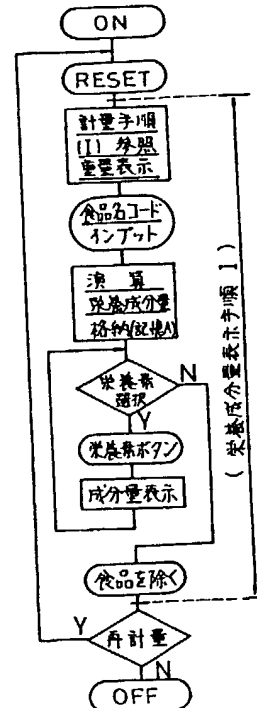 ON
RESET
計量手順
(I) 参照
重量表示
食品名コード
インプット
演算
栄養成分量
格納(記憶A)
栄養素
選択
N
Y
栄養素ボタン
成分量表示
食品を除く
Y
再計量
N
OFF
(栄養成分量表示手順 I)